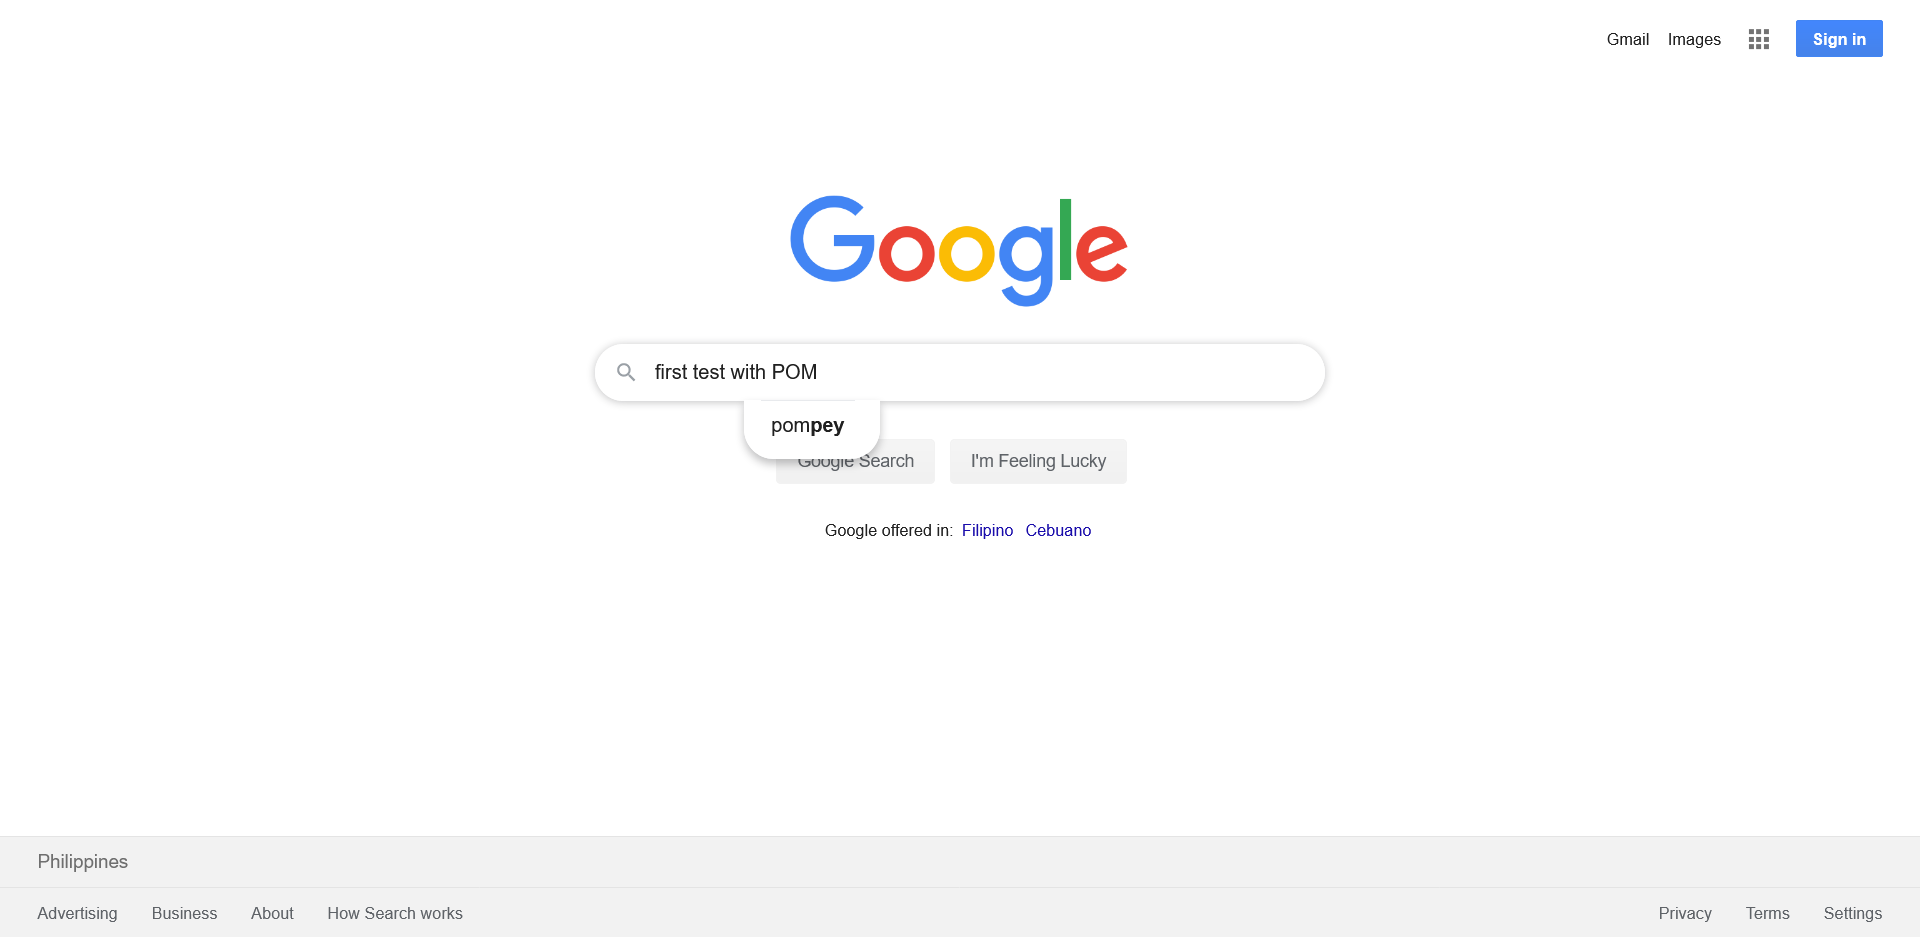 Gmail Images Sign in
Google
first test with POM
pompey
Google Search I'm Feeling Lucky
Google offered in: Filipino Cebuano
Philippines
Advertising Business About How Search works Privacy Terms Settings